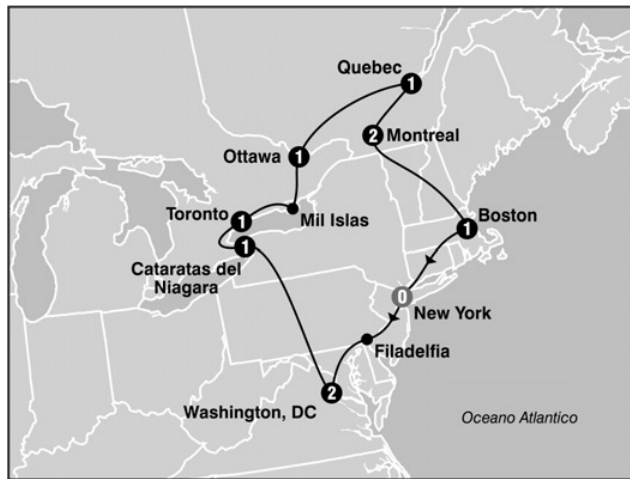 Quebec
1
2
Montreal
Ottawa
1
Toronto
1
Mil Islas
1
Boston
1
Cataratas del
Niagara
0
New York
Filadelfia
2
Washington, DC
Oceano Atlantico